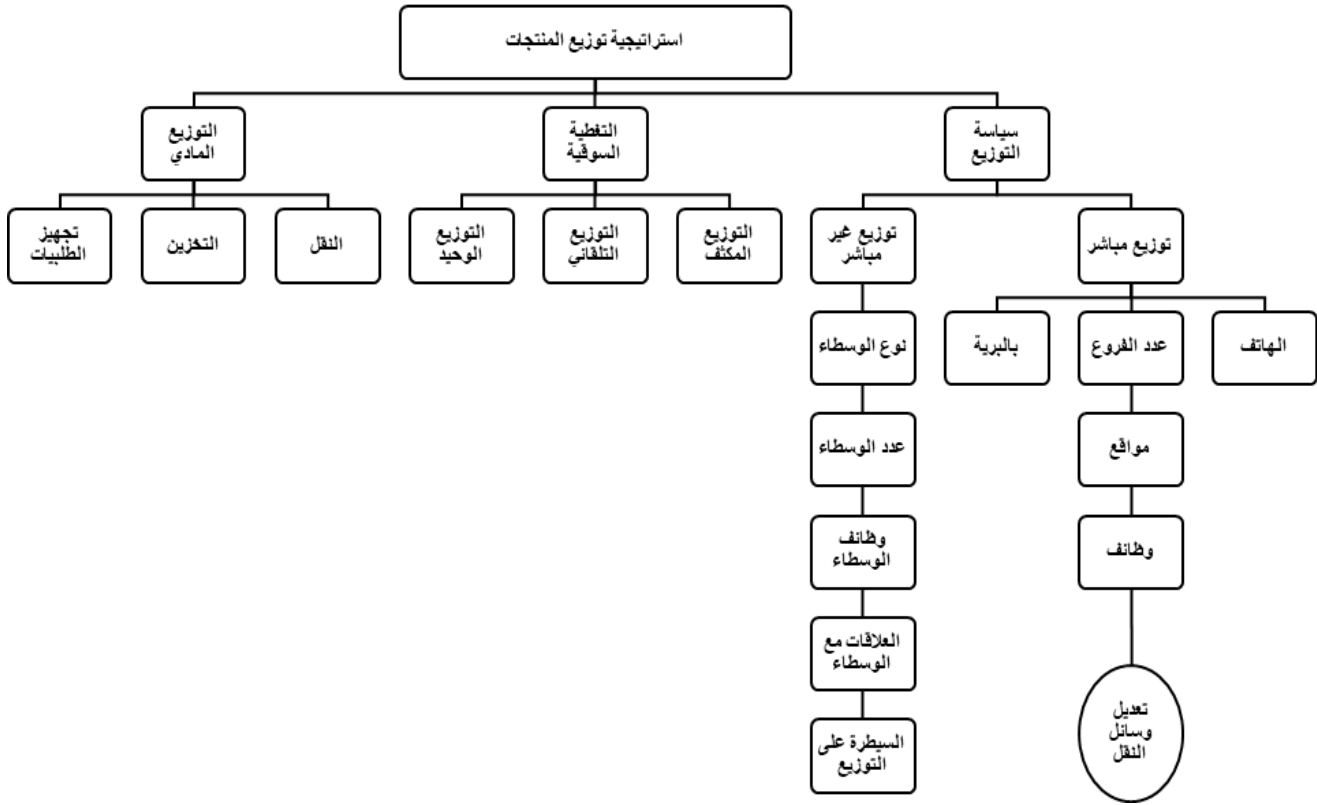 استراتيجية توزيع المنتجات
سياسة
التوزيع
التغطية
السوقية
التوزيع
المادي
توزيع مباشر
توزيع غير
مباشر
التوزيع
المكثف
التوزيع
التلقائي
التوزيع
الوحيد
النقل
التخزين
تجهيز
الطلبيات
الهاتف
عدد الفروع
بالبرية
نوع الوسطاء
مواقع
عدد الوسطاء
وظائف
وظائف
الوسطاء
العلاقات مع
الوسطاء
تعديل
وسائل
النقل
السيطرة على
التوزيع